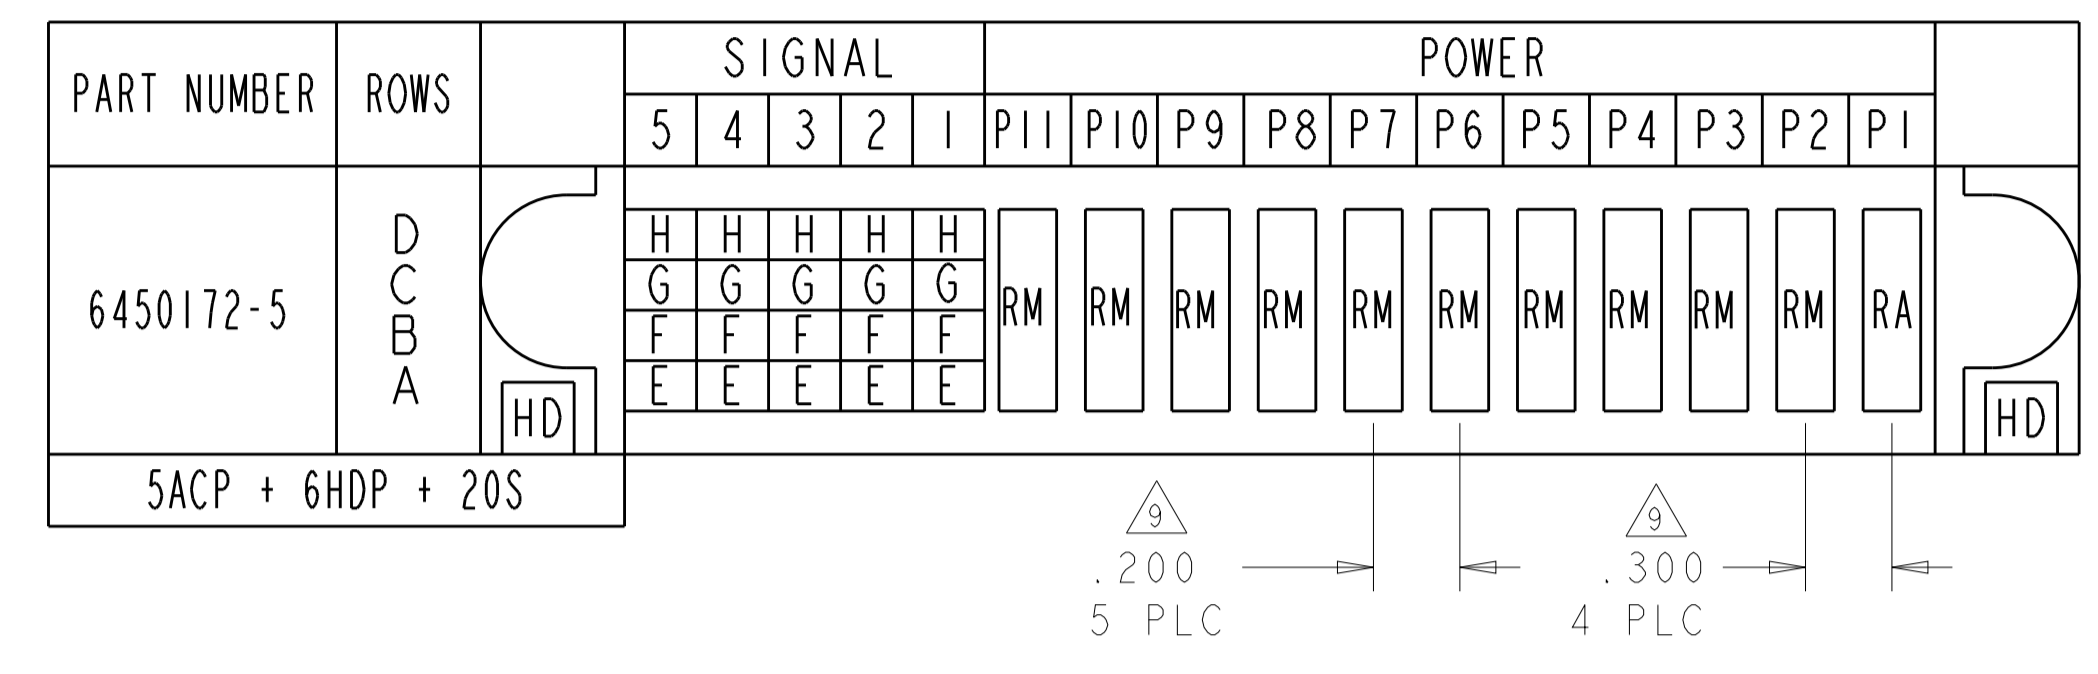 PART NUMBER ROWS SIGNAL POWER
5 4 3 2 1 P11 P10 P9 P8 P7 P6 P5 P4 P3 P2 P1
D H H H H H
C G G G G G
6450172-5 RM RM RM RM RM RM RM RM RM RM RA
B F F F F F
A E E E E E
HD HD
5ACP + 6HDP + 20S
9 9
.200 .300
5 PLC 4 PLC